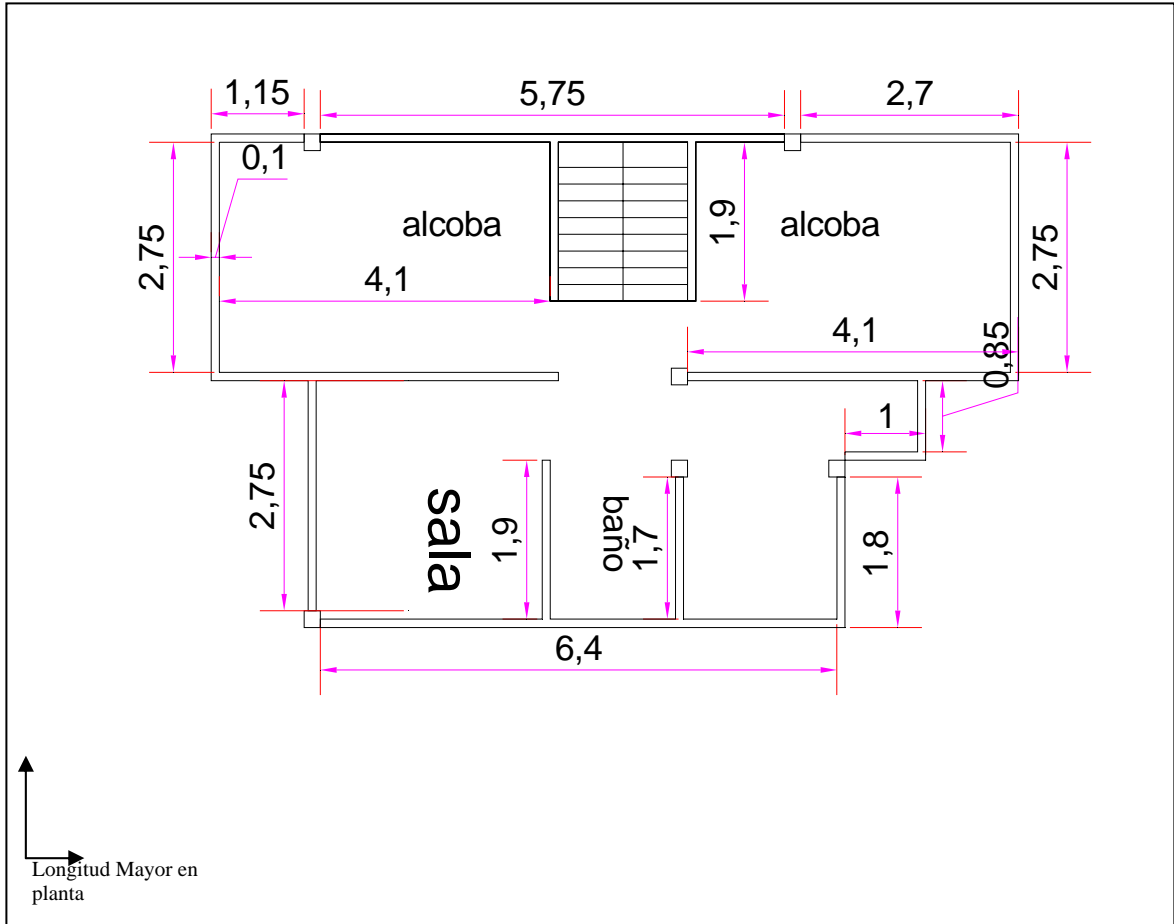 1,15
5,75
2,7
0,1
alcoba
alcoba
1,9
2,75
2,75
4,1
4,1
0,85
1
2,75
sala
1,9
baño
1,7
1,8
6,4
Longitud Mayor en
planta